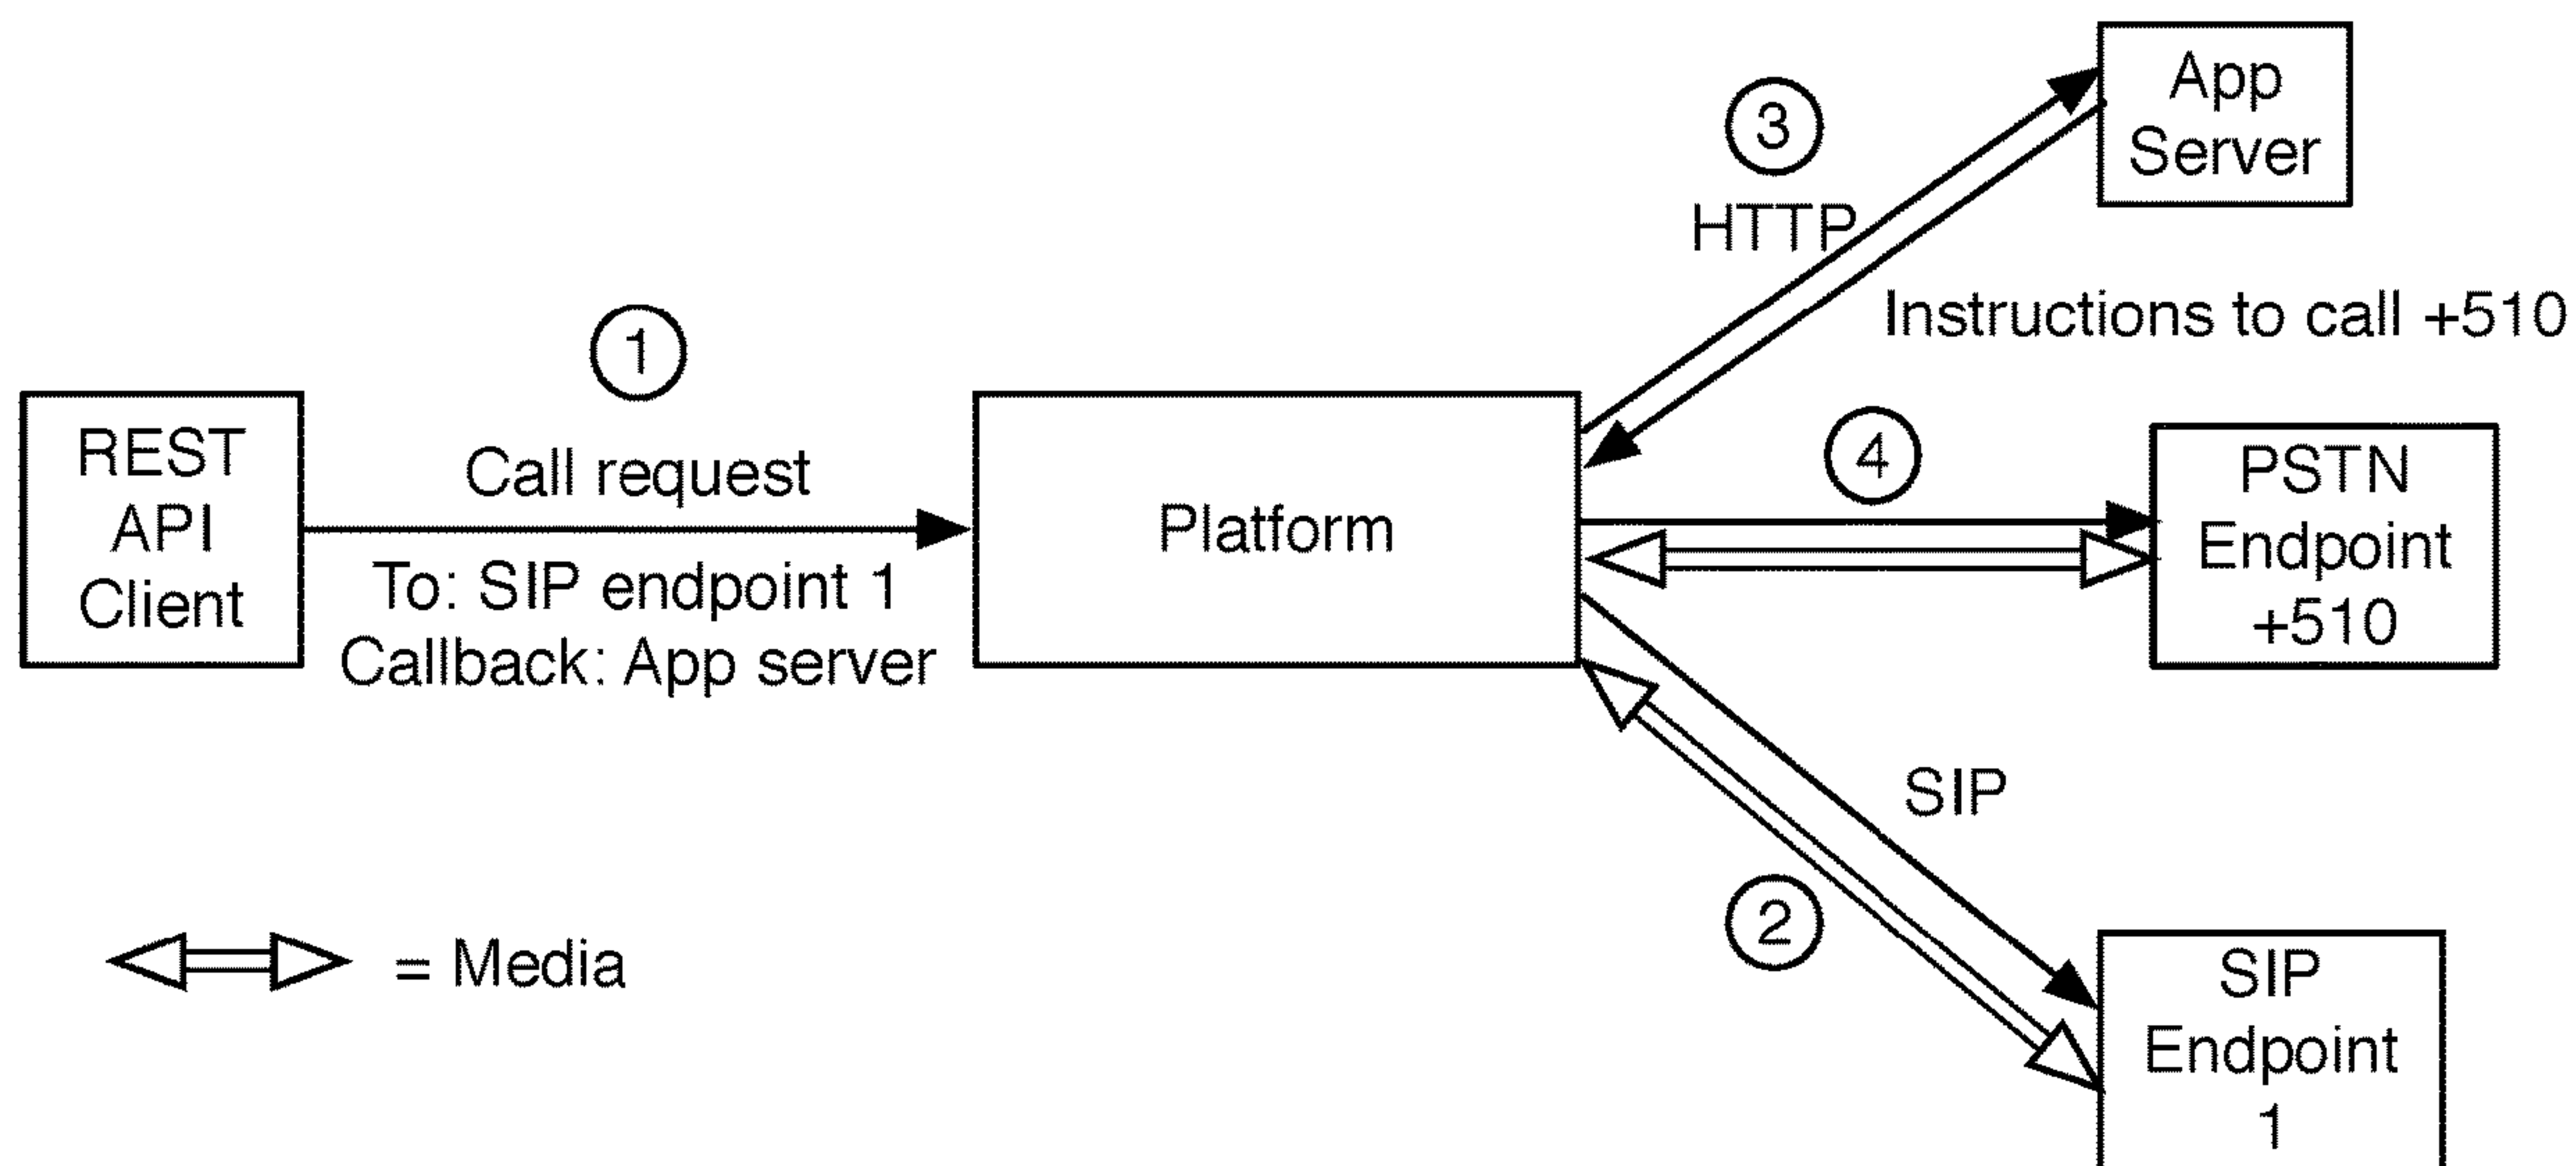 App
Server
3
HTTP
Instructions to call +510
1
REST
API
Client
Call request
To: SIP endpoint 1
Callback: App server
Platform
4
PSTN
Endpoint
+510
SIP
2
SIP
Endpoint
1
= Media